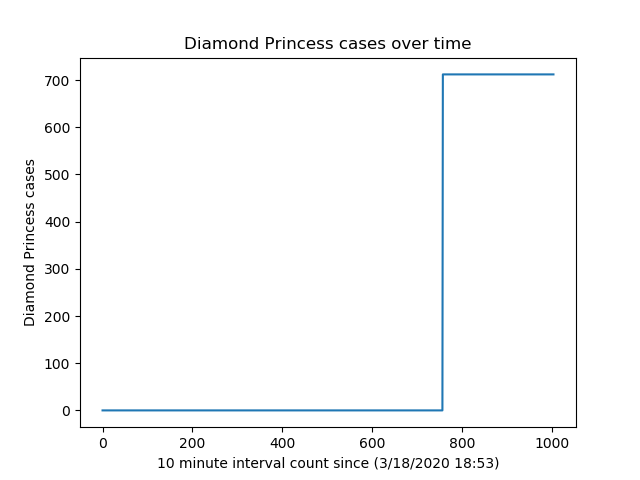 Diamond Princess cases over time
700
600
500
400
300
200
100
0
Diamond Princess cases
0 200 400 600 800 1000
10 minute interval count since (3/18/2020 18:53)